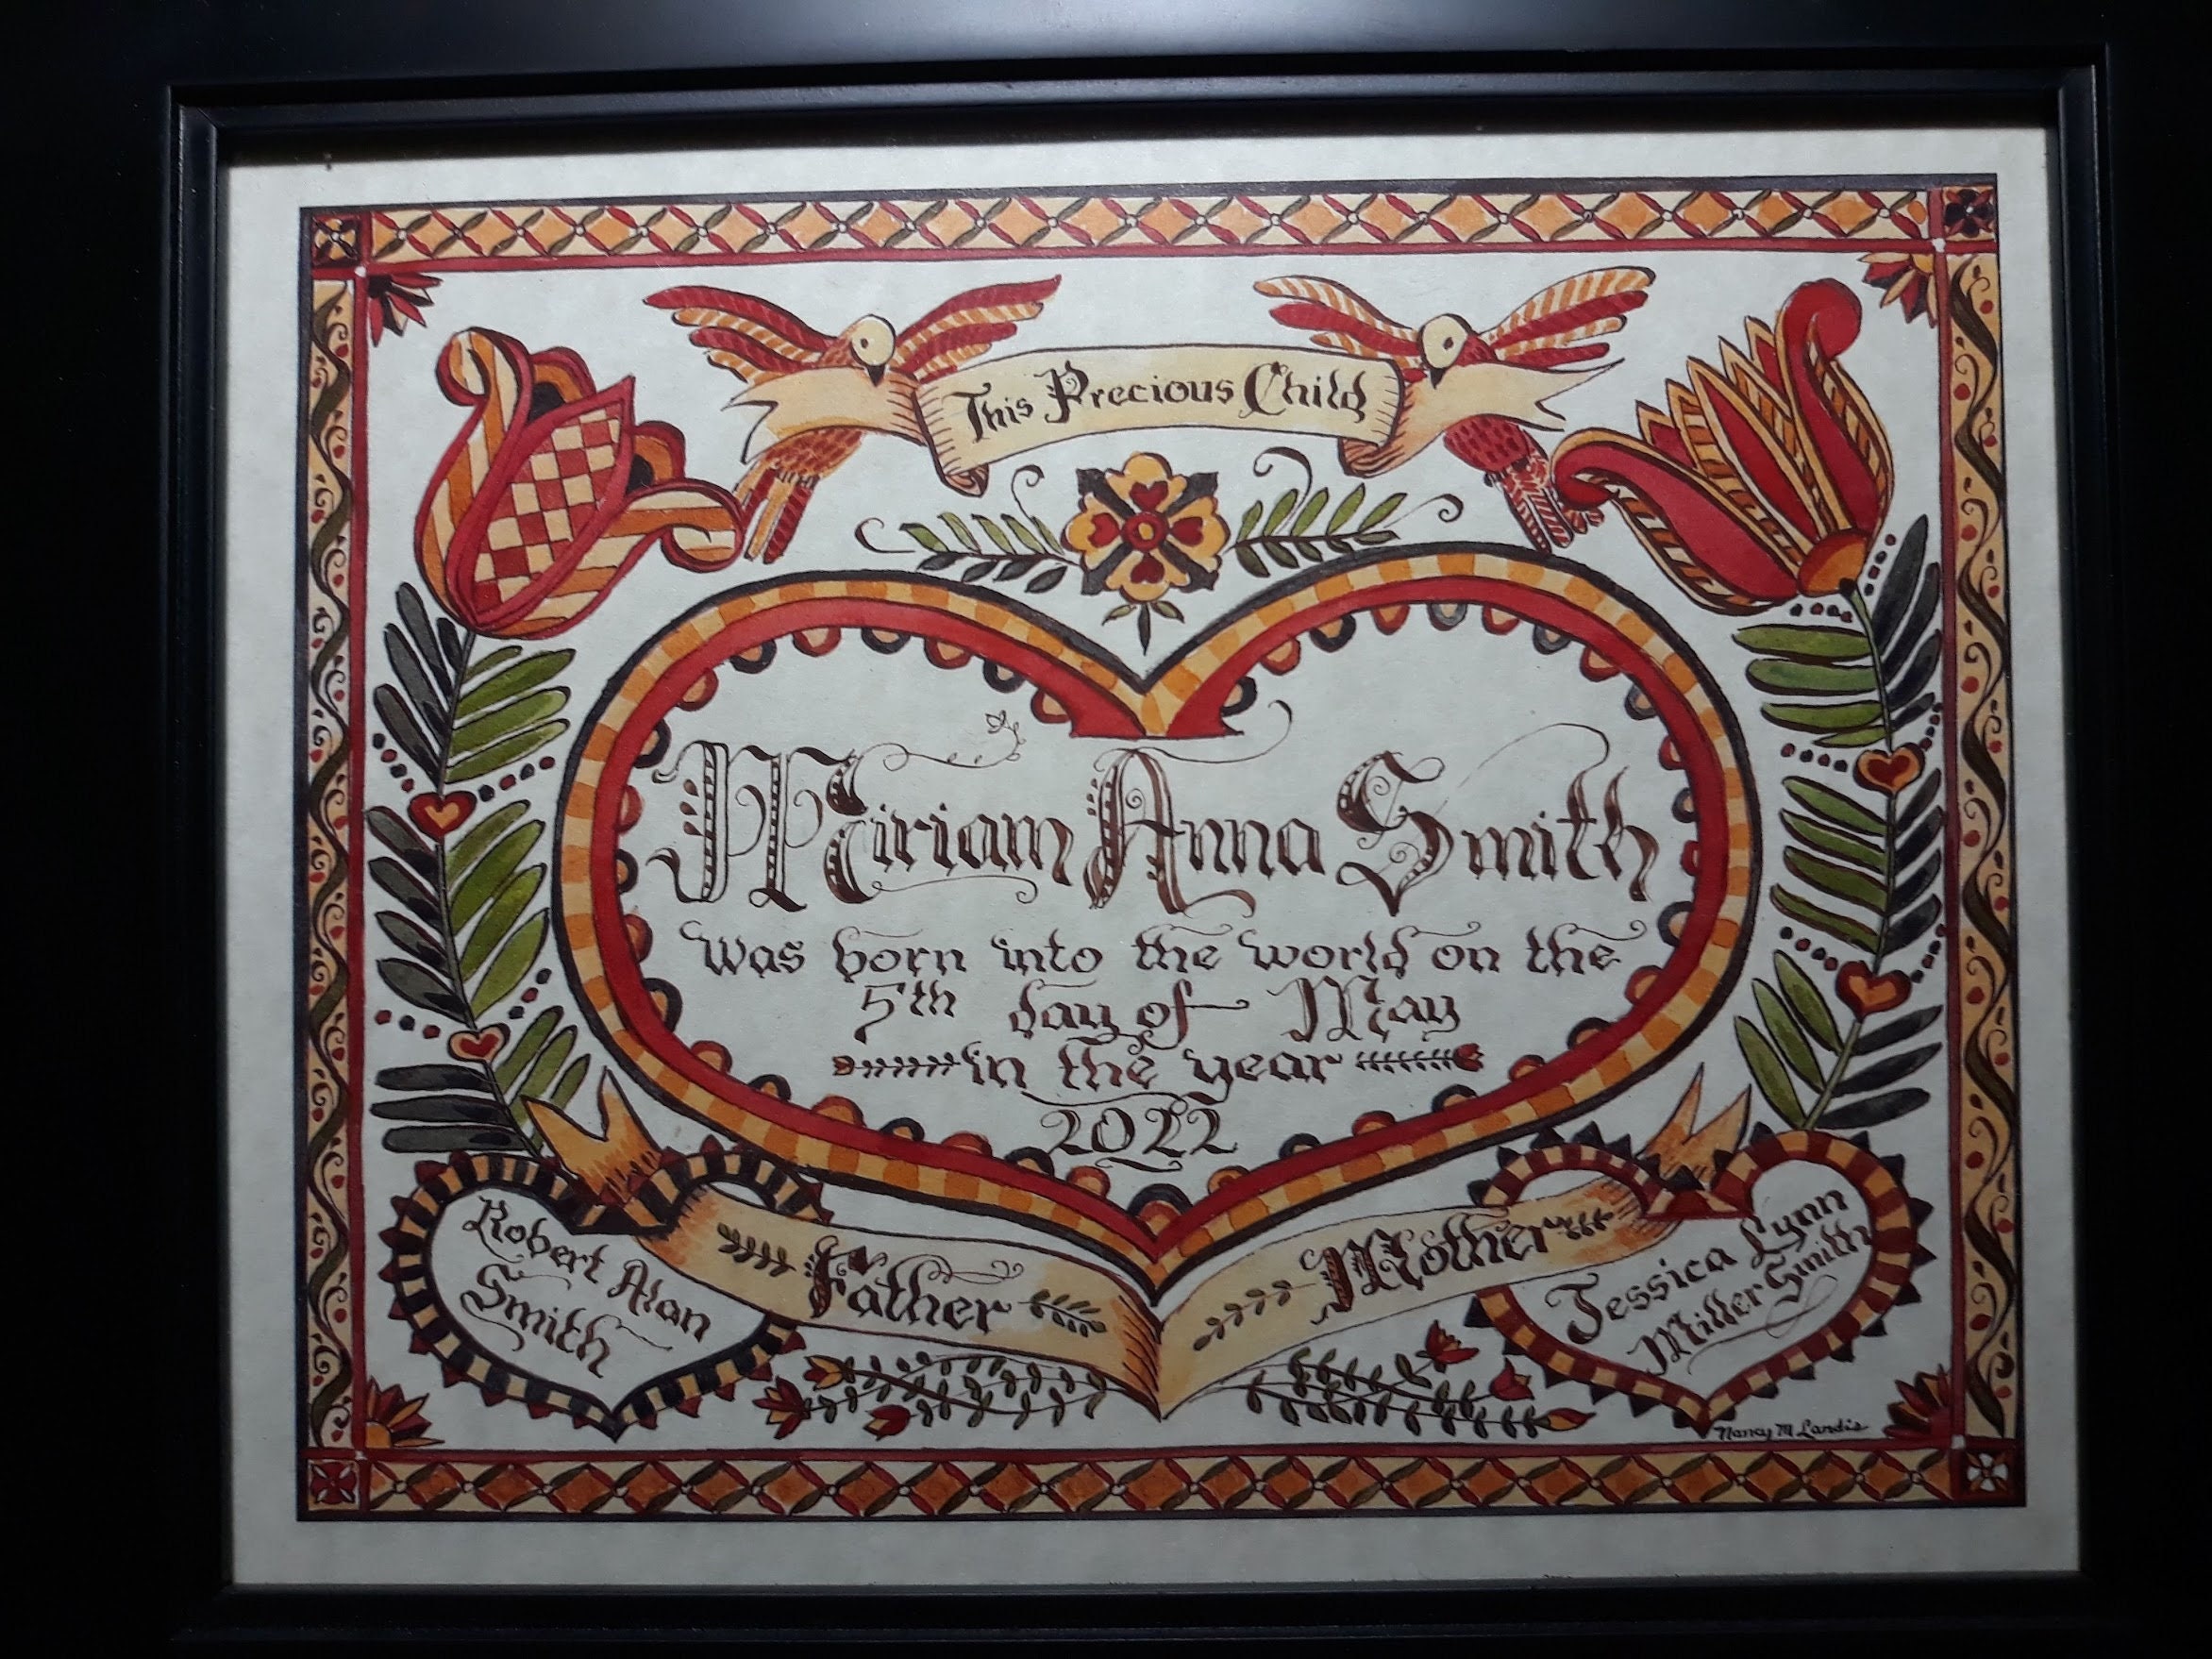 This Precious Child
Miriam Anna Smith
was born into the world on the
5th day of May
in the year
2022
Father
Mother
Robert Alan
Smith
Jessica Lynn
Miller Smith
Nancy M Landis